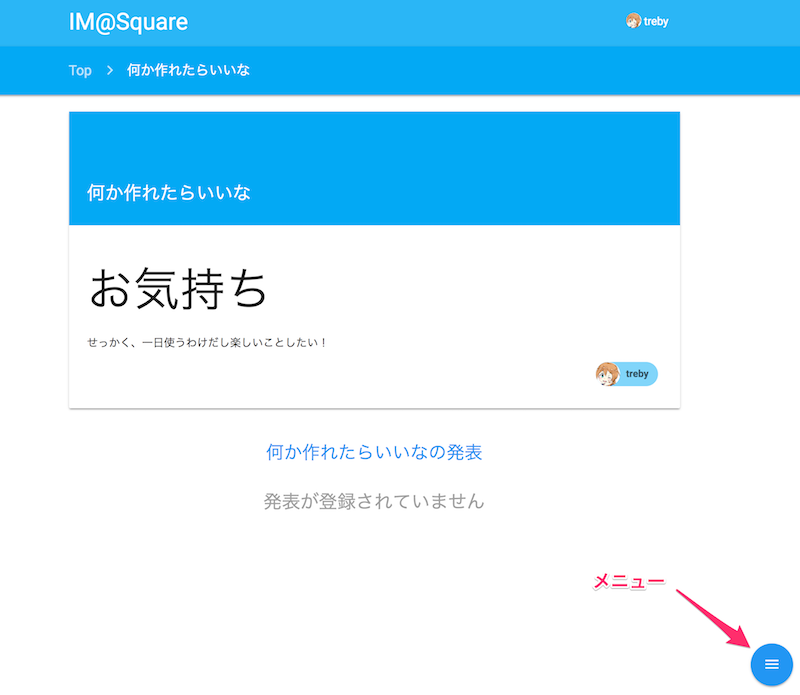 IM@Square
treby
Top > 何か作れたらいいな
何か作れたらいいな
お気持ち
せっかく、一日使うわけだし楽しいことしたい！
treby
何か作れたらいいなの発表
発表が登録されていません
メニュー